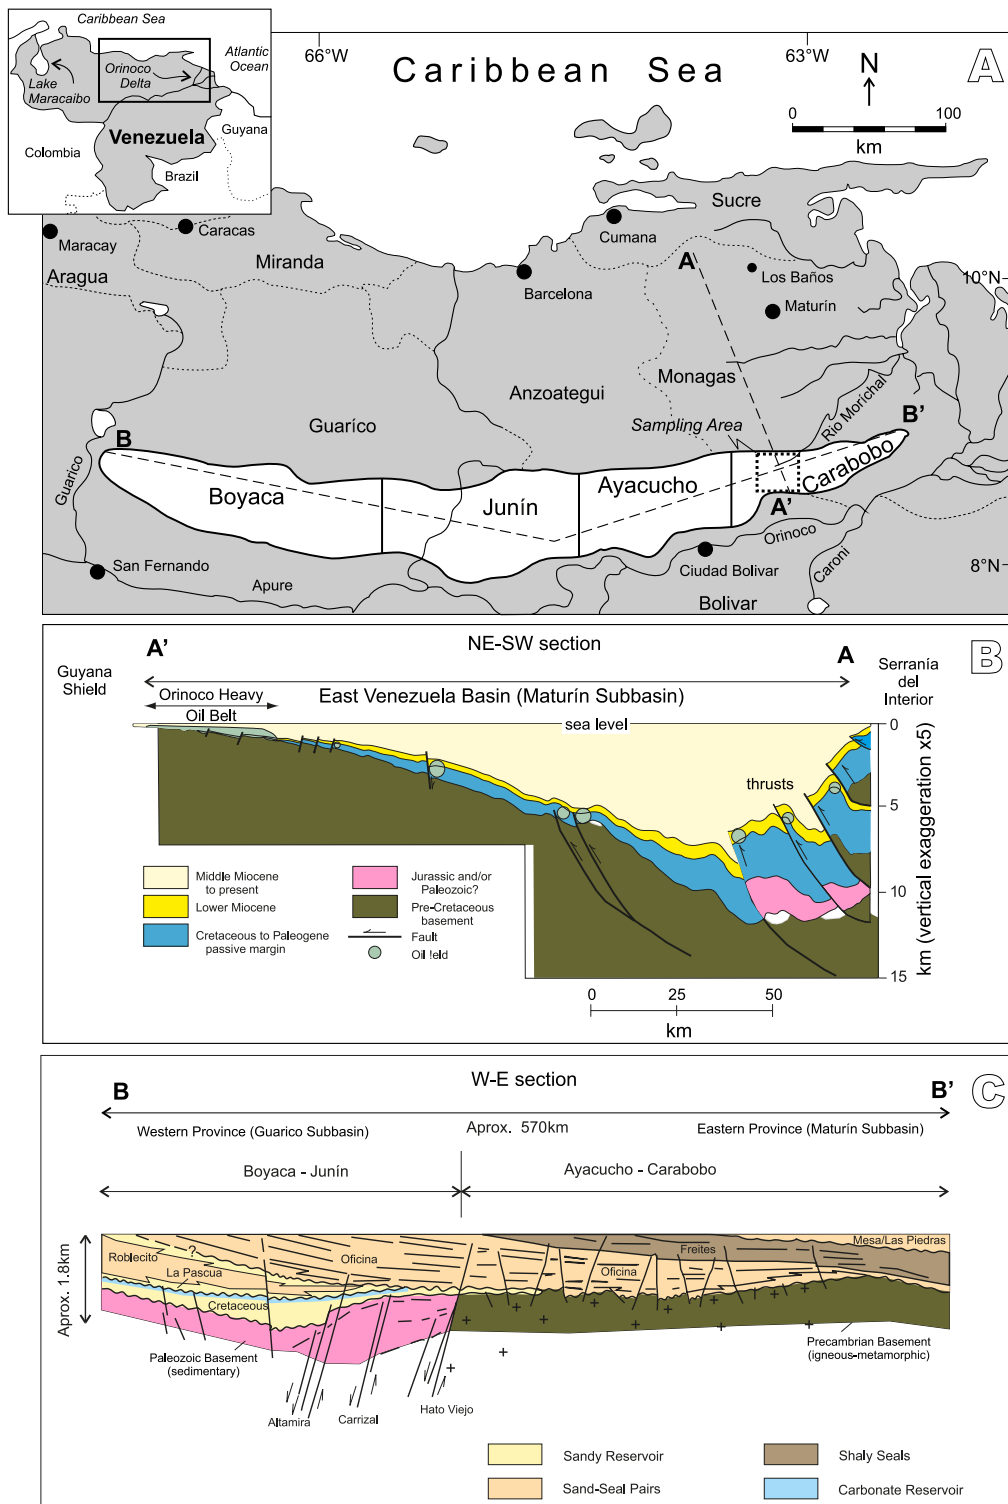 Caribbean Sea
Atlantic
Ocean
Orinoco
Delta
Lake
Maracaibo
Venezuela
Guyana
Colombia
Brazil
66°W
63°W
Caribbean Sea
N
A
0
100
km
Sucre
Cumana
Caracas
Maracay
Aragua
Miranda
Barcelona
A
Los Baños
10°N
Maturín
Monagas
Anzoategui
Guaríco
Sampling Area
Rio Morichal
B'
B
Carabobo
Guarico
Boyaca
Junín
Ayacucho
A'
Orinoco
Caroni
San Fernando
Apure
Ciudad Bolivar
8°N
Bolivar
NE-SW section
B
A’
A
Guyana
Shield
Serranía
del
Interior
Orinoco Heavy
Oil Belt
East Venezuela Basin (Maturín Subbasin)
sea level
0
thrusts
5
10
15
km (vertical exaggeration x5)
Middle Miocene
to present
Lower Miocene
Cretaceous to Paleogene
passive margin
Jurassic and/or
Paleozoic?
Pre-Cretaceous
basement
Fault
Oil !eld
0
25
50
km
W-E section
C
B
B’
Western Province (Guarico Subbasin)
Aprox. 570km
Eastern Province (Maturín Subbasin)
Boyaca - Junín
Ayacucho - Carabobo
Aprox. 1.8km
Roblecito
?
La Pascua
Oficina
Cretaceous
Oficina
Freites
Mesa/Las Piedras
Paleozoic Basement
(sedimentary)
Precambrian Basement
(igneous-metamorphic)
Altamira
Carrizal
Hato Viejo
Sandy Reservoir
Shaly Seals
Sand-Seal Pairs
Carbonate Reservoir